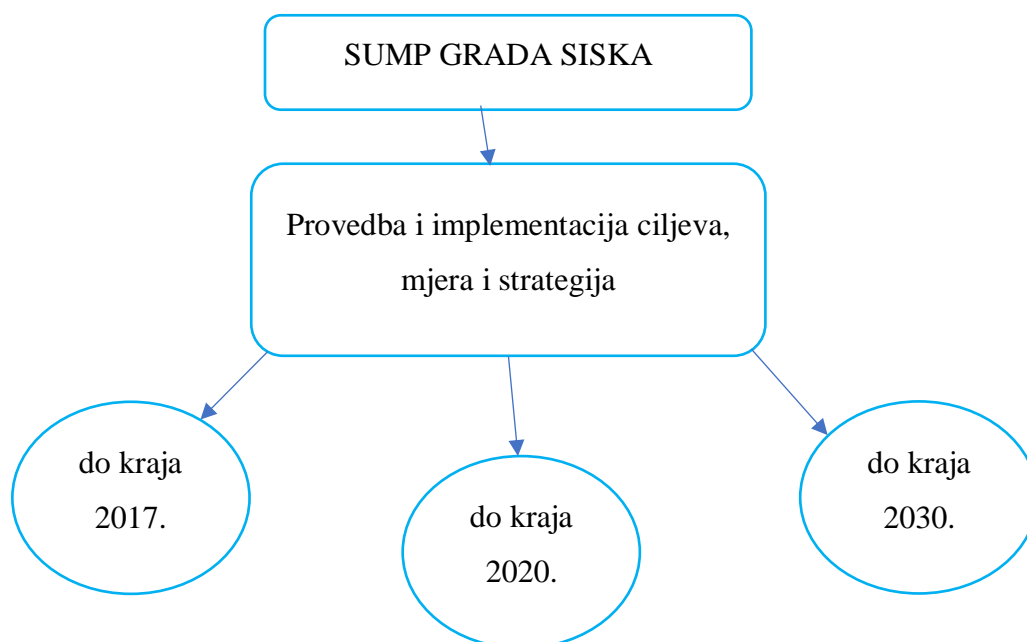 SUMP GRADA SISKA
Provedba i implementacija ciljeva,
mjera i strategija
do kraja
2017.
do kraja
2020.
do kraja
2030.